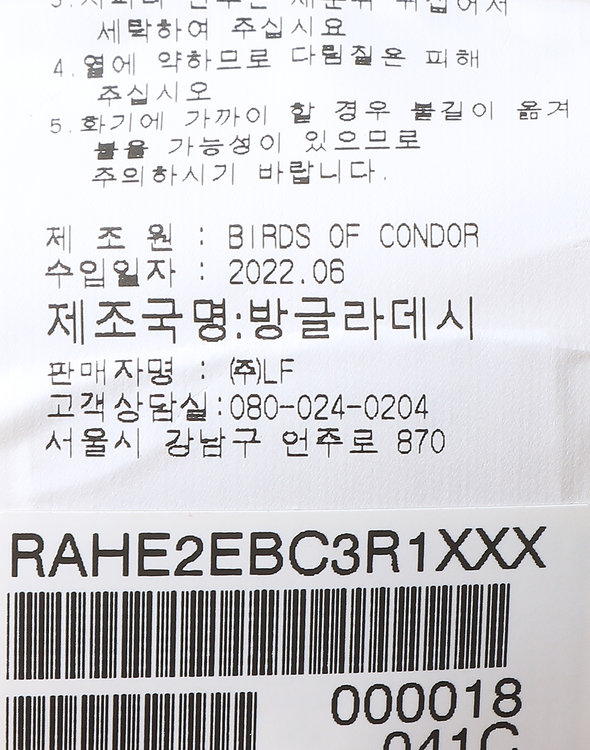 세탁하여 주십시요
4.열에 약하므로 다림질은 피해
주십시오
5.화기에 가까이 할 경우 불길이 옮겨
붙을 가능성이 있으므로
주의하시기 바랍니다.
제 조 원 : BIRDS OF CONDOR
수입일자 : 2022.06
제조국명:방글라데시
판매자명 : (주)LF
고객상담실:080-024-0204
서울시 강남구 언주로 870
RAHE2EBC3R1XXX
000018
041C